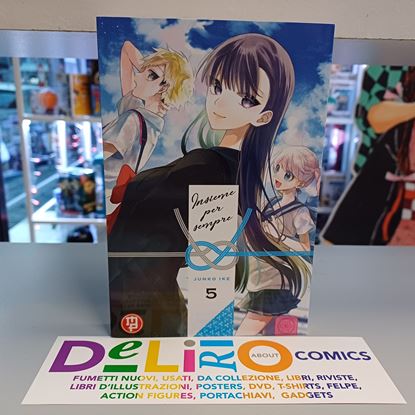 Insieme
per
sempre
JUNKO IKE
5
DeLiRiO ABOUT COMICS
FUMETTI NUOVI, USATI, DA COLLEZIONE, LIBRI, RIVISTE,
LIBRI D'ILLUSTRAZIONI, POSTERS, DVD, T-SHIRTS, FELPE,
ACTION FIGURES, PORTACHIAVI, GADGETS